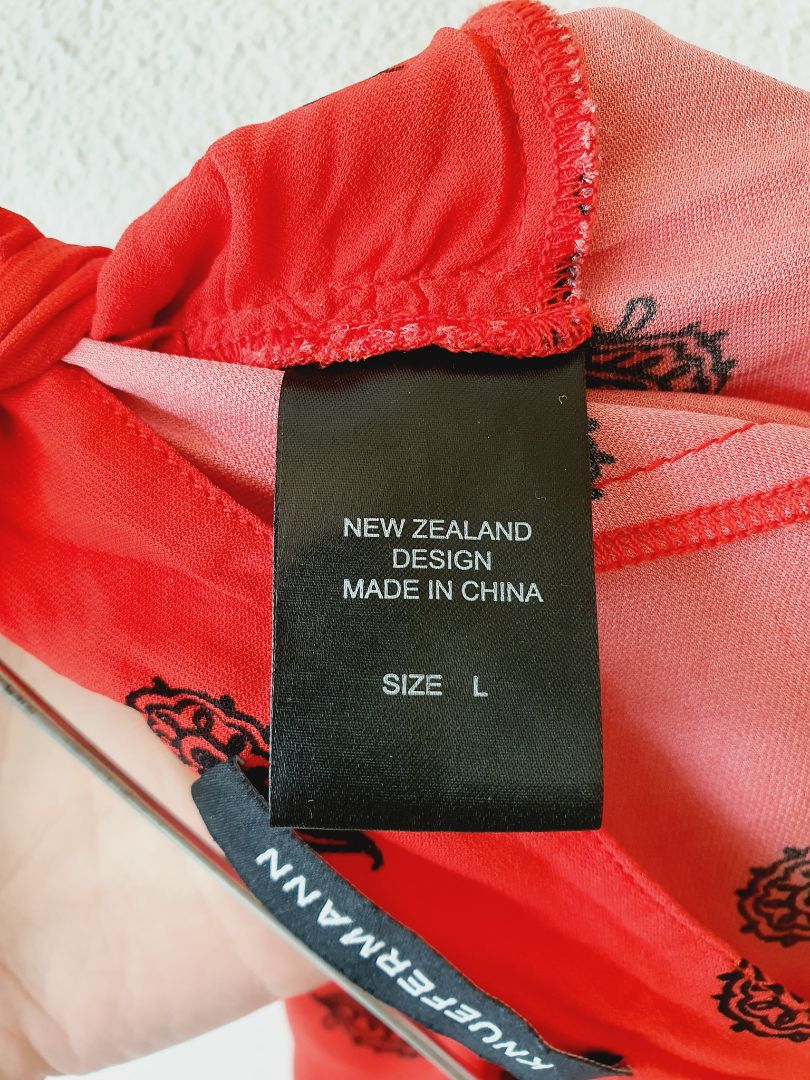 NEW ZEALAND
DESIGN
MADE IN CHINA
SIZE L
KNUEFERMANN